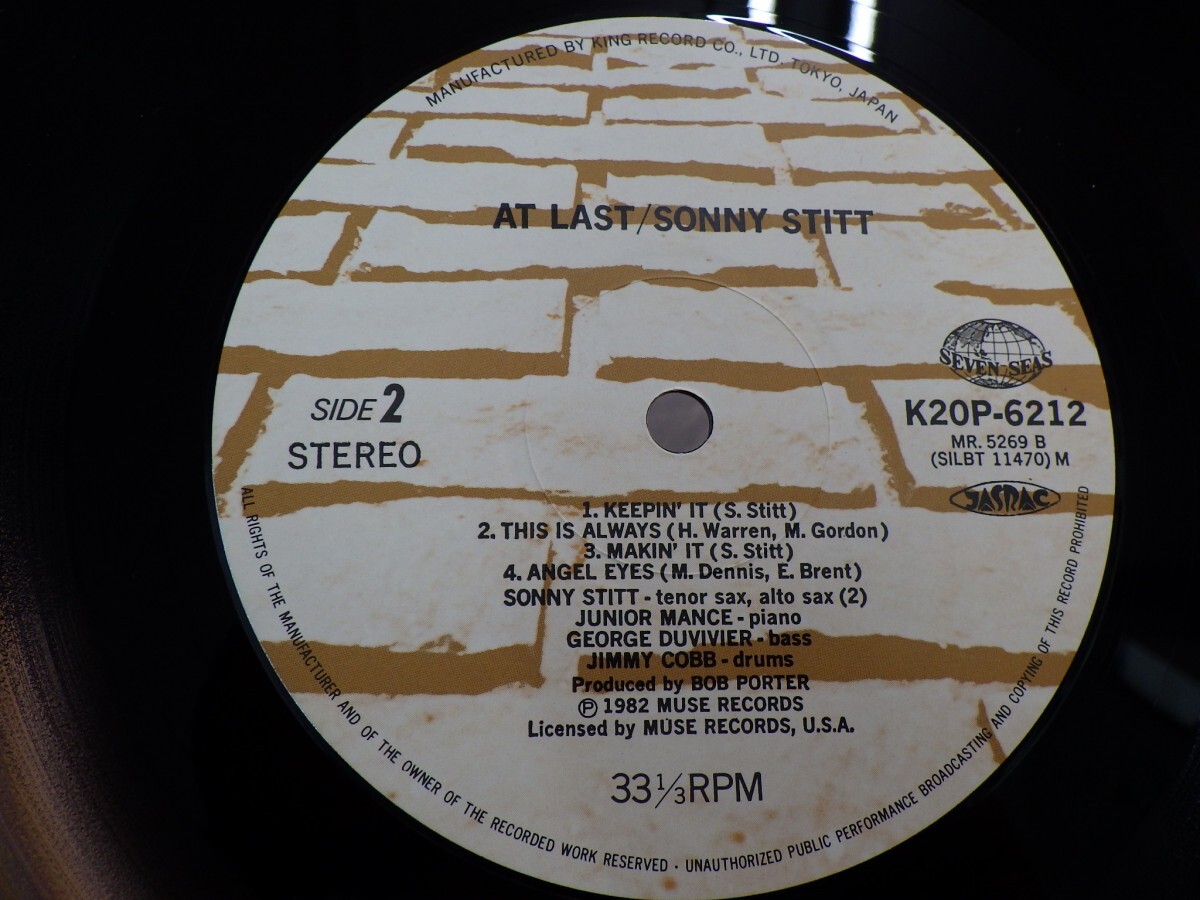 MANUFACTURED BY KING RECORD CO., LTD. TOKYO, JAPAN
AT LAST/SONNY STITT
SEVEN SEAS
SIDE 2
STEREO
K20P-6212
MR. 5269 B
(SILBT 11470) M
JASRAC
1. KEEPIN' IT (S. Stitt)
2. THIS IS ALWAYS (H. Warren, M. Gordon)
3. MAKIN' IT (S. Stitt)
4. ANGEL EYES (M. Dennis, E. Brent)
SONNY STITT - tenor sax, alto sax (2)
JUNIOR MANCE - piano
GEORGE DUVIVIER - bass
JIMMY COBB - drums
Produced by BOB PORTER
Ⓟ 1982 MUSE RECORDS
Licensed by MUSE RECORDS, U.S.A.
33 1/3 RPM
ALL RIGHTS OF THE MANUFACTURER AND OF THE OWNER OF THE RECORDED WORK RESERVED · UNAUTHORIZED PUBLIC PERFORMANCE BROADCASTING AND COPYING OF THIS RECORD PROHIBITED